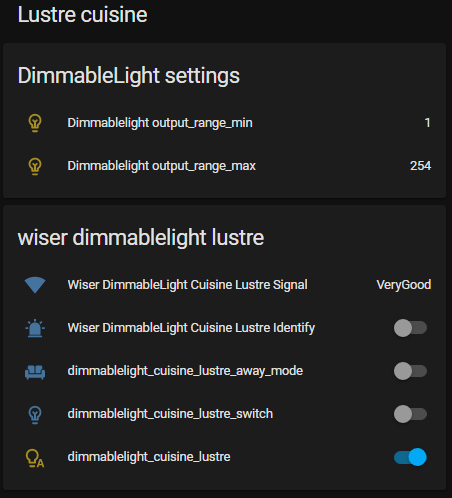 Lustre cuisine
DimmableLight settings
Dimmablelight output_range_min 1
Dimmablelight output_range_max 254
wiser dimmablelight lustre
Wiser DimmableLight Cuisine Lustre Signal VeryGood
Wiser DimmableLight Cuisine Lustre Identify
dimmablelight_cuisine_lustre_away_mode
dimmablelight_cuisine_lustre_switch
A dimmablelight_cuisine_lustre